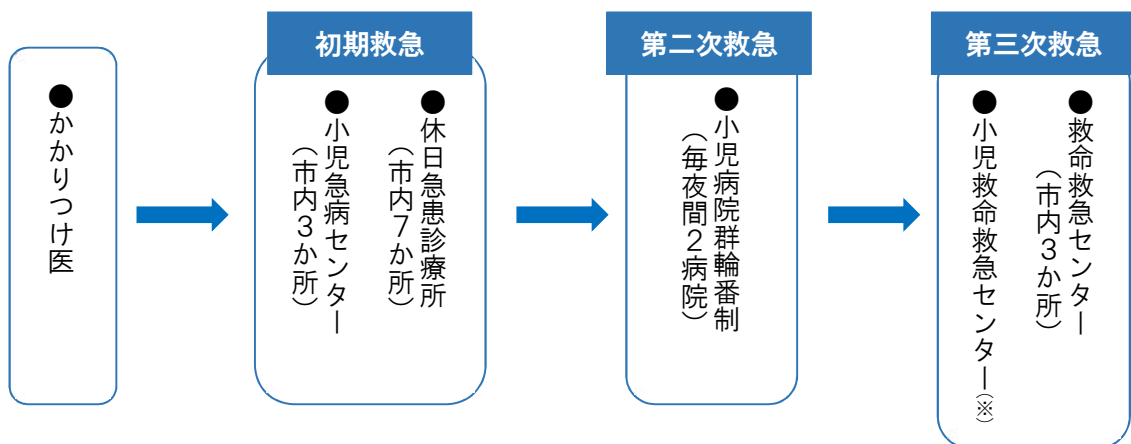 ●かかりつけ医
初期救急
●休日急患診療所
（市内７か所）
●小児急病センター
（市内３か所）
第二次救急
●小児病院群輪番制
（毎夜間２病院）
第三次救急
●救命救急センター
（市内３か所）
●小児救命救急センター(※)